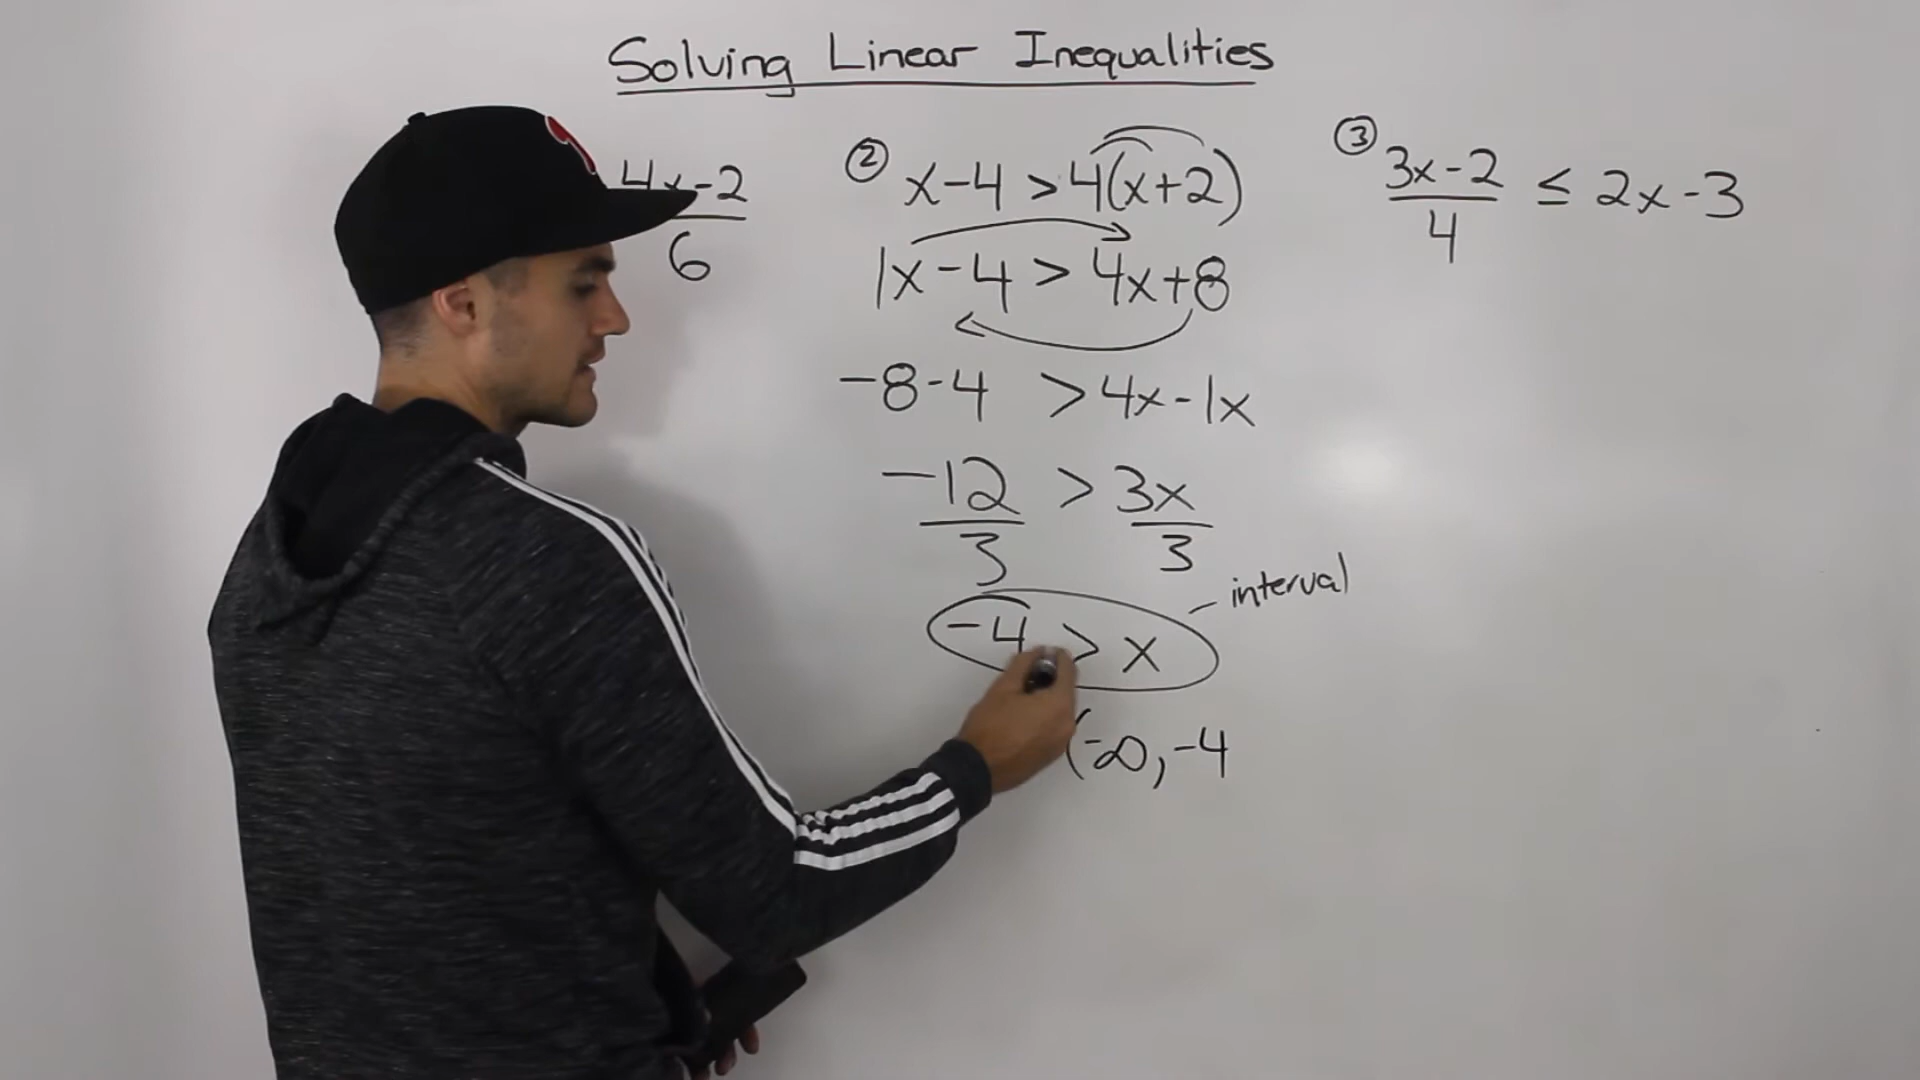 Solving Linear Inequalities
4x-2
6
② x-4 > 4(x+2)
1x-4 > 4x+8
-8-4 > 4x-1x
-12 > 3x
3 3
-4 > x
interval
(-∞, -4
③ 3x-2 ≤ 2x-3
4